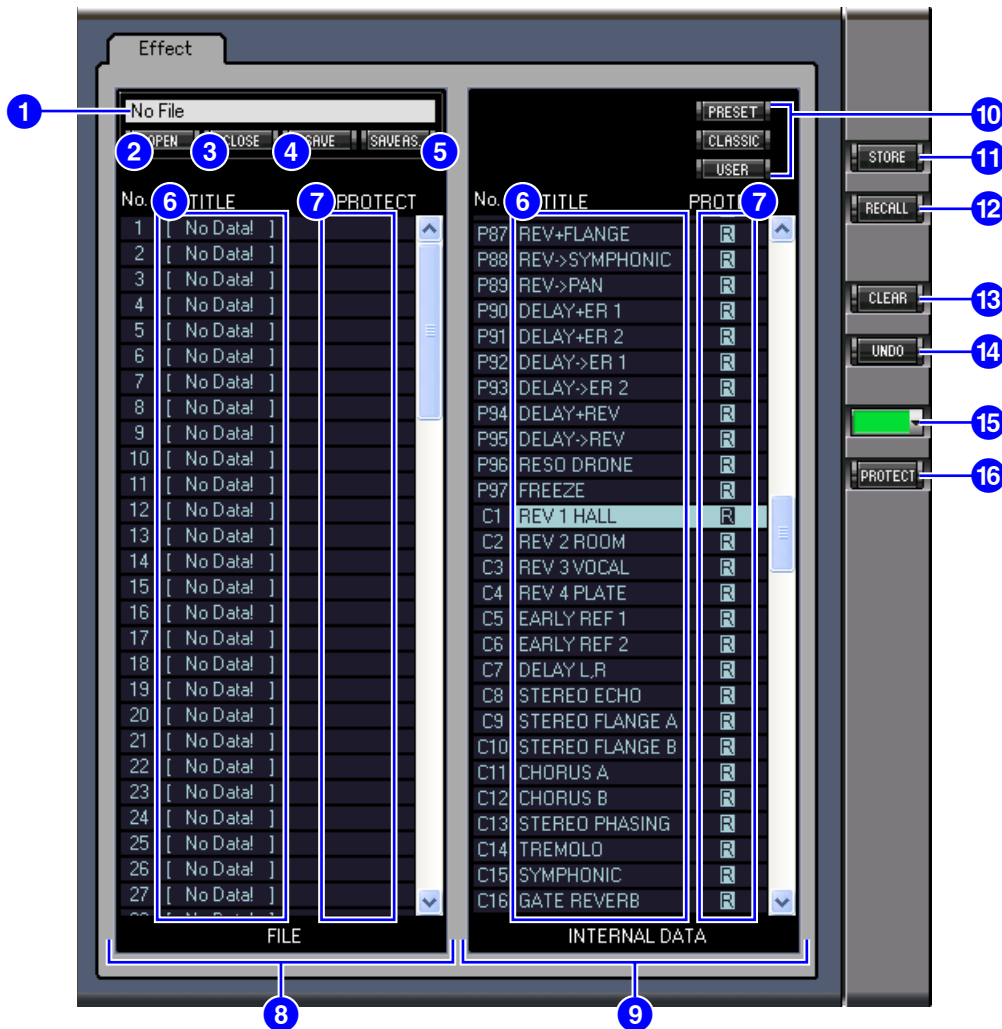 Effect
1
No File
2 OPEN 3 CLOSE 4 SAVE SAVE AS. 5
PRESET
CLASSIC
USER
10
STORE 11
RECALL 12
CLEAR 13
UNDO 14
15
PROTECT 16
No. 6 TITLE 7 PROTECT
1 [ No Data! ]
2 [ No Data! ]
3 [ No Data! ]
4 [ No Data! ]
5 [ No Data! ]
6 [ No Data! ]
7 [ No Data! ]
8 [ No Data! ]
9 [ No Data! ]
10 [ No Data! ]
11 [ No Data! ]
12 [ No Data! ]
13 [ No Data! ]
14 [ No Data! ]
15 [ No Data! ]
16 [ No Data! ]
17 [ No Data! ]
18 [ No Data! ]
19 [ No Data! ]
20 [ No Data! ]
21 [ No Data! ]
22 [ No Data! ]
23 [ No Data! ]
24 [ No Data! ]
25 [ No Data! ]
26 [ No Data! ]
27 [ No Data! ]
FILE
8
No. 6 TITLE PROTE 7
P87 REV+FLANGE R
P88 REV->SYMPHONIC R
P89 REV->PAN R
P90 DELAY+ER 1 R
P91 DELAY+ER 2 R
P92 DELAY->ER 1 R
P93 DELAY->ER 2 R
P94 DELAY+REV R
P95 DELAY->REV R
P96 RESO DRONE R
P97 FREEZE R
C1 REV 1 HALL R
C2 REV 2 ROOM R
C3 REV 3 VOCAL R
C4 REV 4 PLATE R
C5 EARLY REF 1 R
C6 EARLY REF 2 R
C7 DELAY L,R R
C8 STEREO ECHO R
C9 STEREO FLANGE A R
C10 STEREO FLANGE B R
C11 CHORUS A R
C12 CHORUS B R
C13 STEREO PHASING R
C14 TREMOLO R
C15 SYMPHONIC R
C16 GATE REVERB R
INTERNAL DATA
9